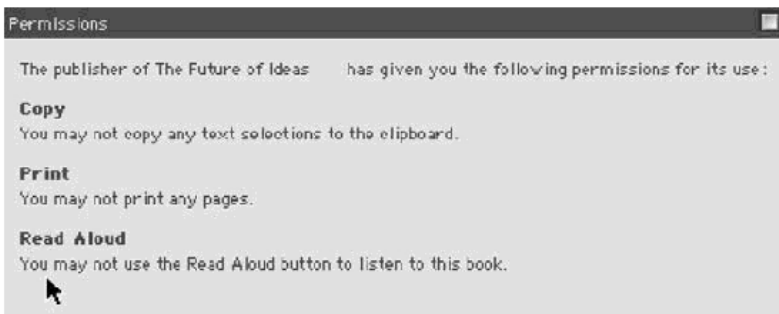 Permissions
The publisher of The Future of Ideas has given you the following permissions for its use:
Copy
You may not copy any text selections to the clipboard.
Print
You may not print any pages.
Read Aloud
You may not use the Read Aloud button to listen to this book.